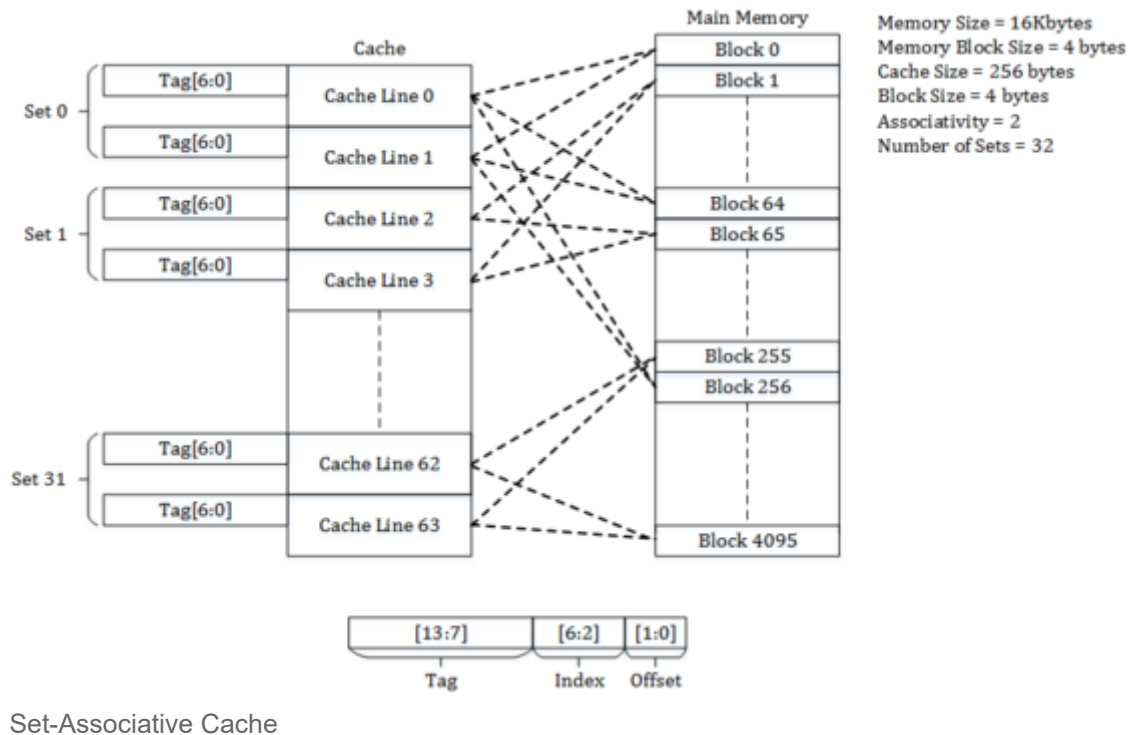 Main Memory
Memory Size = 16Kbytes
Memory Block Size = 4 bytes
Cache Size = 256 bytes
Block Size = 4 bytes
Associativity = 2
Number of Sets = 32
Cache
Set 0
Tag[6:0]
Cache Line 0
Tag[6:0]
Cache Line 1
Set 1
Tag[6:0]
Cache Line 2
Tag[6:0]
Cache Line 3
Set 31
Tag[6:0]
Cache Line 62
Tag[6:0]
Cache Line 63
Block 0
Block 1
Block 64
Block 65
Block 255
Block 256
Block 4095
[13:7]
[6:2]
[1:0]
Tag
Index
Offset
Set-Associative Cache